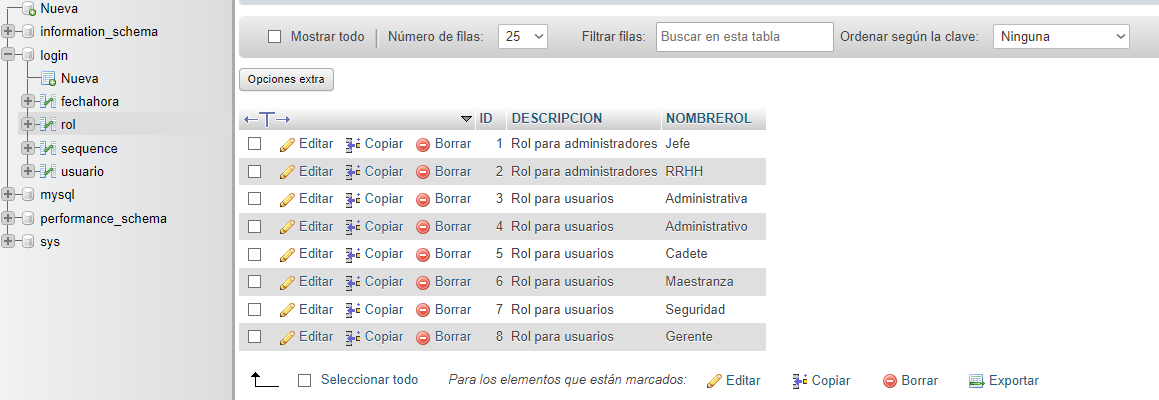 Nueva
information_schema
login
Nueva
fechahora
rol
sequence
usuario
mysql
performance_schema
sys
Mostrar todo Número de filas: 25 Filtrar filas: Buscar en esta tabla Ordenar según la clave: Ninguna
Opciones extra
←T→ ID DESCRIPCION NOMBREROL
Editar Copiar Borrar 1 Rol para administradores Jefe
Editar Copiar Borrar 2 Rol para administradores RRHH
Editar Copiar Borrar 3 Rol para usuarios Administrativa
Editar Copiar Borrar 4 Rol para usuarios Administrativo
Editar Copiar Borrar 5 Rol para usuarios Cadete
Editar Copiar Borrar 6 Rol para usuarios Maestranza
Editar Copiar Borrar 7 Rol para usuarios Seguridad
Editar Copiar Borrar 8 Rol para usuarios Gerente
Seleccionar todo Para los elementos que están marcados: Editar Copiar Borrar Exportar